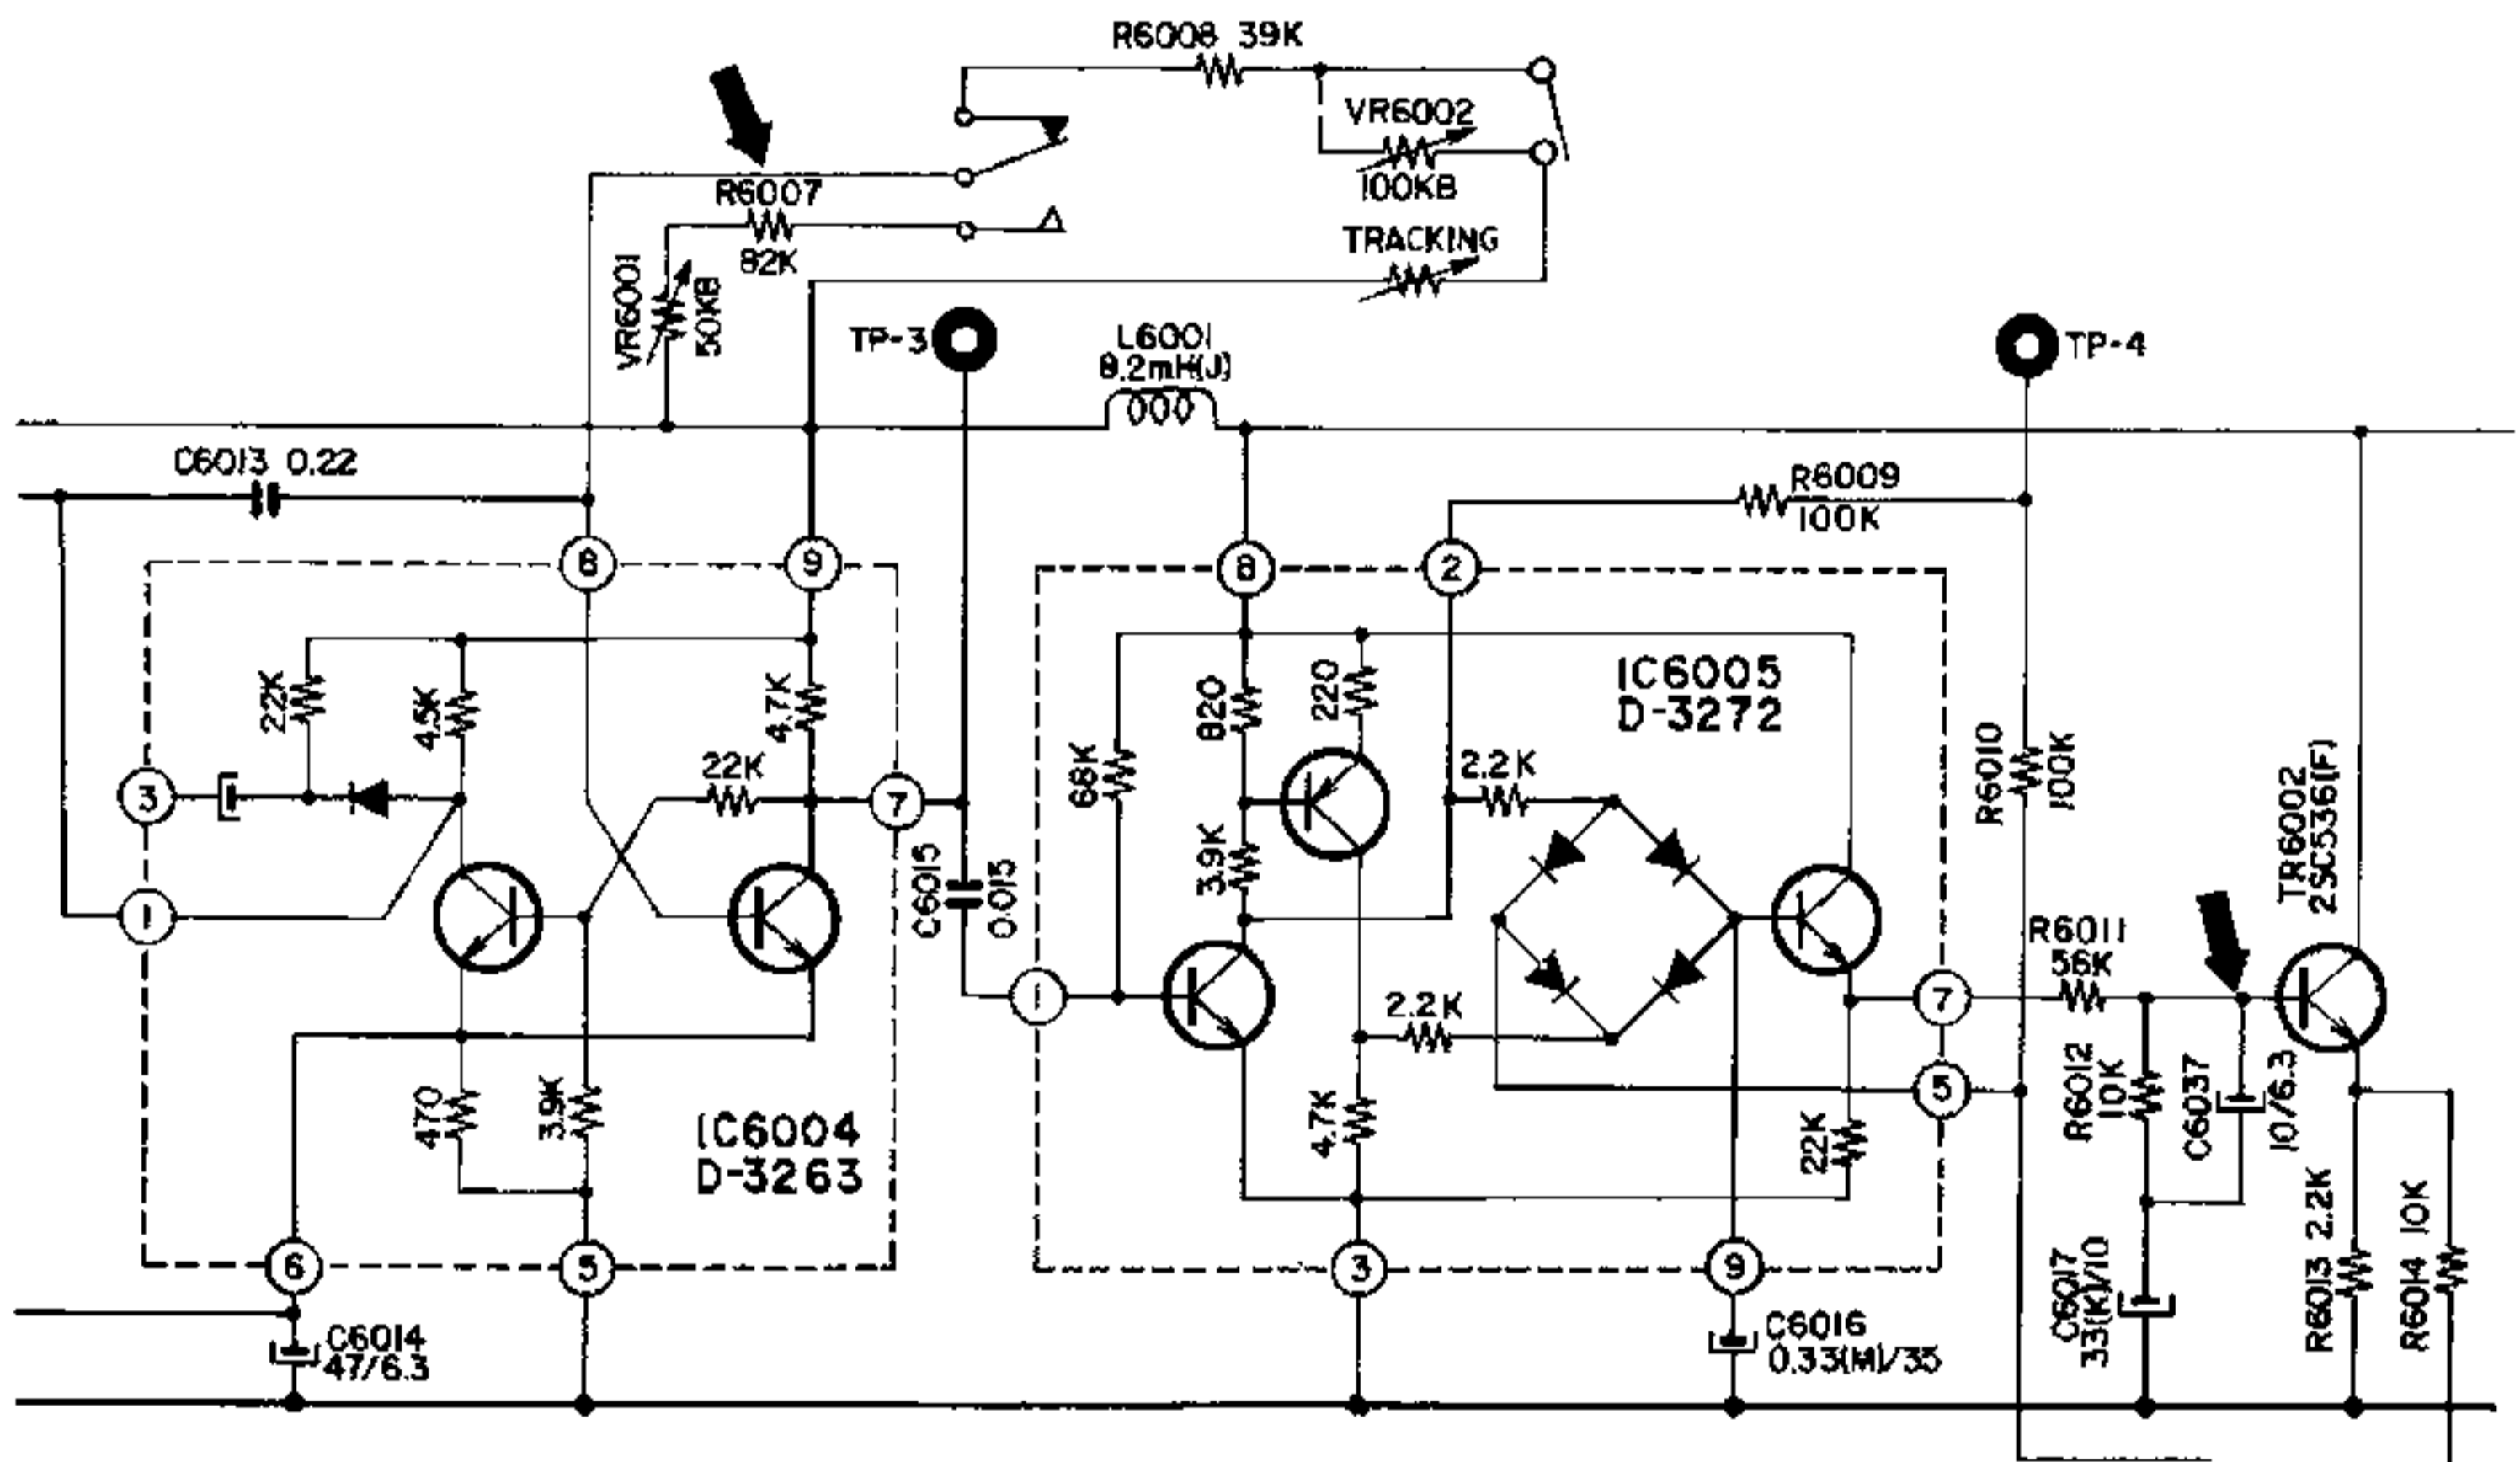 R6008 39K
VR6002
100KB
R6007
82K
TRACKING
VR6001
50KB
TP-3
L6001
8.2mH(J)
TP-4
C6013 0.22
R6009
100K
8
9
8
2
22K
4.5K
4.7K
820
220
IC6005
D-3272
68K
R6010
100K
TR6002
2SC536(F)
22K
2.2K
3
7
3.9K
C6015
0.015
1
R6011
56K
1
2.2K
7
R6012
10K
C6037
10/6.3
5
470
3.9K
IC6004
D-3263
4.7K
22K
R6013 2.2K
R6014 10K
6
5
3
9
C6017
33(K)/10
C6014
47/6.3
C6016
0.33(M)/35